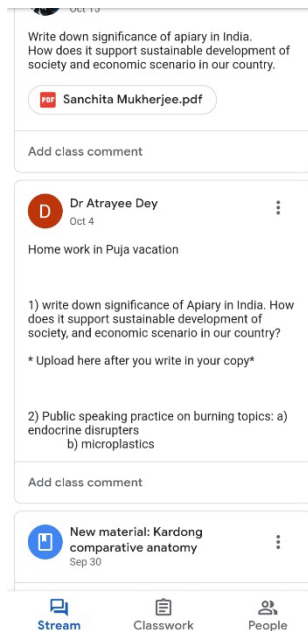 Oct 15
Write down significance of apiary in India.
How does it support sustainable development of
society and economic scenario in our country.
PDF Sanchita Mukherjee.pdf
Add class comment
D Dr Atrayee Dey
Oct 4
Home work in Puja vacation
1) write down significance of Apiary in India. How
does it support sustainable development of
society, and economic scenario in our country?
* Upload here after you write in your copy*
2) Public speaking practice on burning topics: a)
endocrine disrupters
b) microplastics
Add class comment
New material: Kardong
comparative anatomy
Sep 30
Stream Classwork People